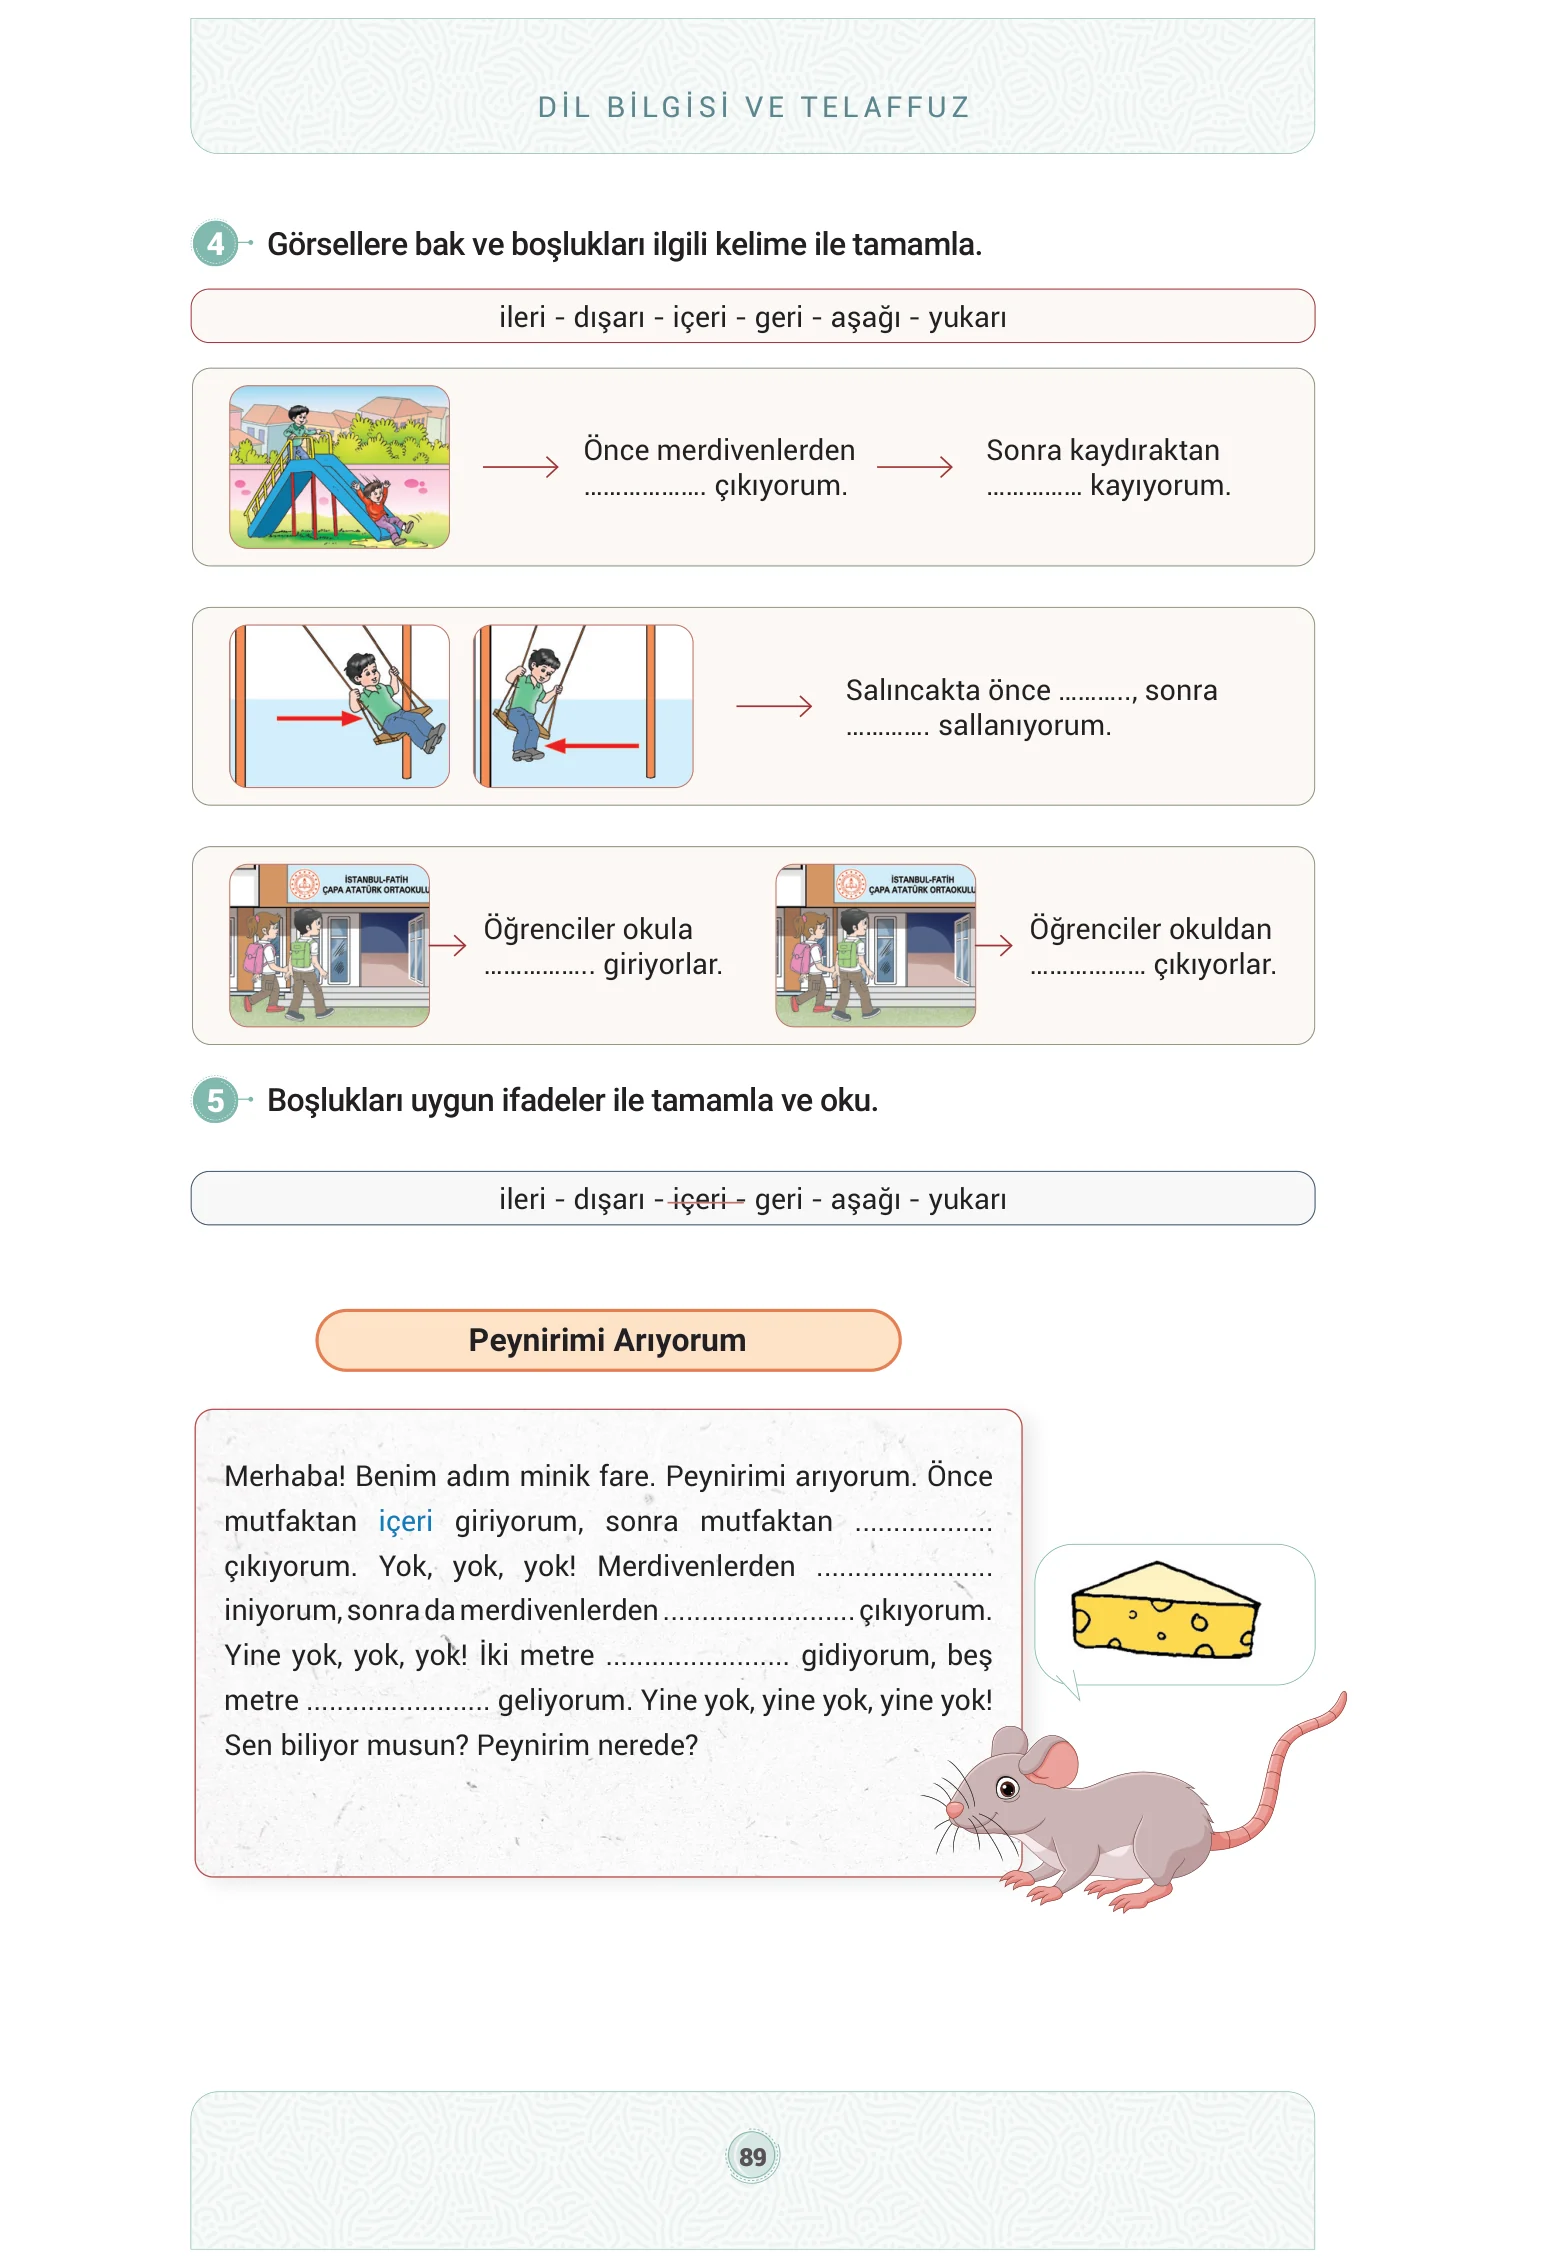 DİL BİLGİSİ VE TELAFFUZ
4 Görsellere bak ve boşlukları ilgili kelime ile tamamla.
ileri - dışarı - içeri - geri - aşağı - yukarı
Önce merdivenlerden
................... çıkıyorum.
Sonra kaydıraktan
............... kayıyorum.
Salıncakta önce ..........., sonra
............. sallanıyorum.
İSTANBUL-FATİH
ÇAPA ATATÜRK ORTAOKULU
Öğrenciler okula
................. giriyorlar.
İSTANBUL-FATİH
ÇAPA ATATÜRK ORTAOKULU
Öğrenciler okuldan
.................. çıkıyorlar.
5 Boşlukları uygun ifadeler ile tamamla ve oku.
ileri - dışarı - içeri - geri - aşağı - yukarı
Peynirimi Arıyorum
Merhaba! Benim adım minik fare. Peynirimi arıyorum. Önce
mutfaktan içeri giriyorum, sonra mutfaktan ..................
çıkıyorum. Yok, yok, yok! Merdivenlerden .......................
iniyorum, sonra da merdivenlerden ......................... çıkıyorum.
Yine yok, yok, yok! İki metre ........................ gidiyorum, beş
metre ........................ geliyorum. Yine yok, yine yok, yine yok!
Sen biliyor musun? Peynirim nerede?
89